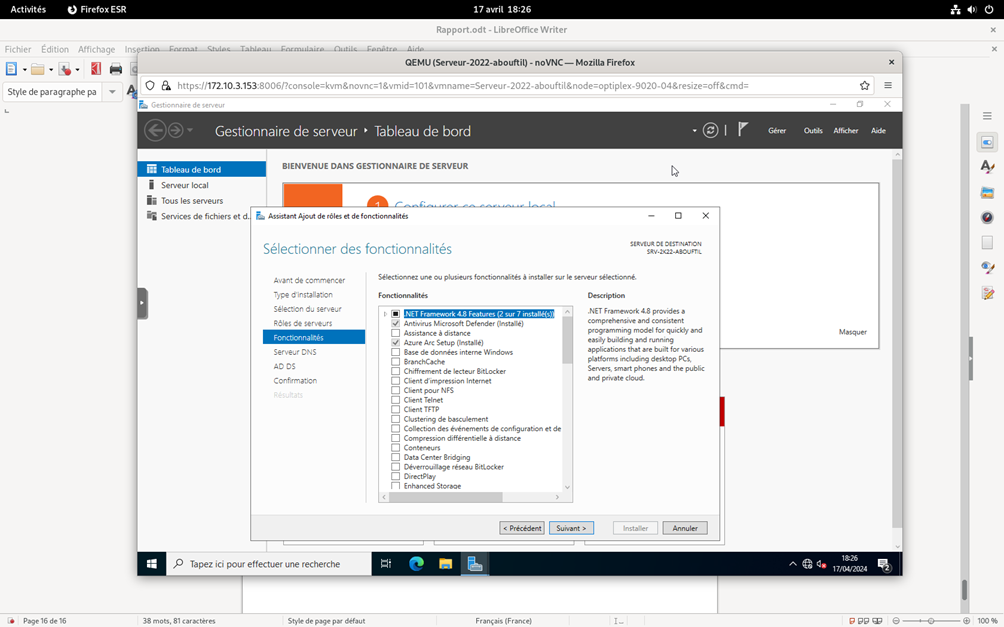 Activités
Firefox ESR
17 avril 18:26
Rapport.odt - LibreOffice Writer
Fichier Édition Affichage Insertion Format Styles Tableau Formulaire Outils Fenêtre Aide
Style de paragraphe pa
QEMU (Serveur-2022-abouftil) - noVNC — Mozilla Firefox
https://172.10.3.153:8006/?console=kvm&novnc=1&vmid=101&vmname=Serveur-2022-abouftil&node=optiplex-9020-04&resize=off&cmd=
Gestionnaire de serveur
Gestionnaire de serveur ‣ Tableau de bord
Gérer Outils Afficher Aide
Tableau de bord
Serveur local
Tous les serveurs
Services de fichiers et d...
BIENVENUE DANS GESTIONNAIRE DE SERVEUR
1 Configurer ce serveur local
Masquer
Assistant Ajout de rôles et de fonctionnalités
Sélectionner des fonctionnalités
SERVEUR DE DESTINATION
SRV-2K22-ABOUFTIL
Avant de commencer
Type d'installation
Sélection du serveur
Rôles de serveurs
Fonctionnalités
Serveur DNS
AD DS
Confirmation
Résultats
Sélectionnez une ou plusieurs fonctionnalités à installer sur le serveur sélectionné.
Fonctionnalités
.NET Framework 4.8 Features (2 sur 7 installé(s))
Antivirus Microsoft Defender (Installé)
Assistance à distance
Azure Arc Setup (Installé)
Base de données interne Windows
BranchCache
Chiffrement de lecteur BitLocker
Client d'impression Internet
Client pour NFS
Client Telnet
Client TFTP
Clustering de basculement
Collection des événements de configuration et de
Compression différentielle à distance
Conteneurs
Data Center Bridging
Déverrouillage réseau BitLocker
DirectPlay
Enhanced Storage
Description
.NET Framework 4.8 provides a
comprehensive and consistent
programming model for quickly and
easily building and running
applications that are built for various
platforms including desktop PCs,
Servers, smart phones and the public
and private cloud.
< Précédent
Suivant >
Installer
Annuler
Tapez ici pour effectuer une recherche
18:26
17/04/2024
2
Page 16 de 16
38 mots, 81 caractères
Style de page par défaut
Français (France)
100 %